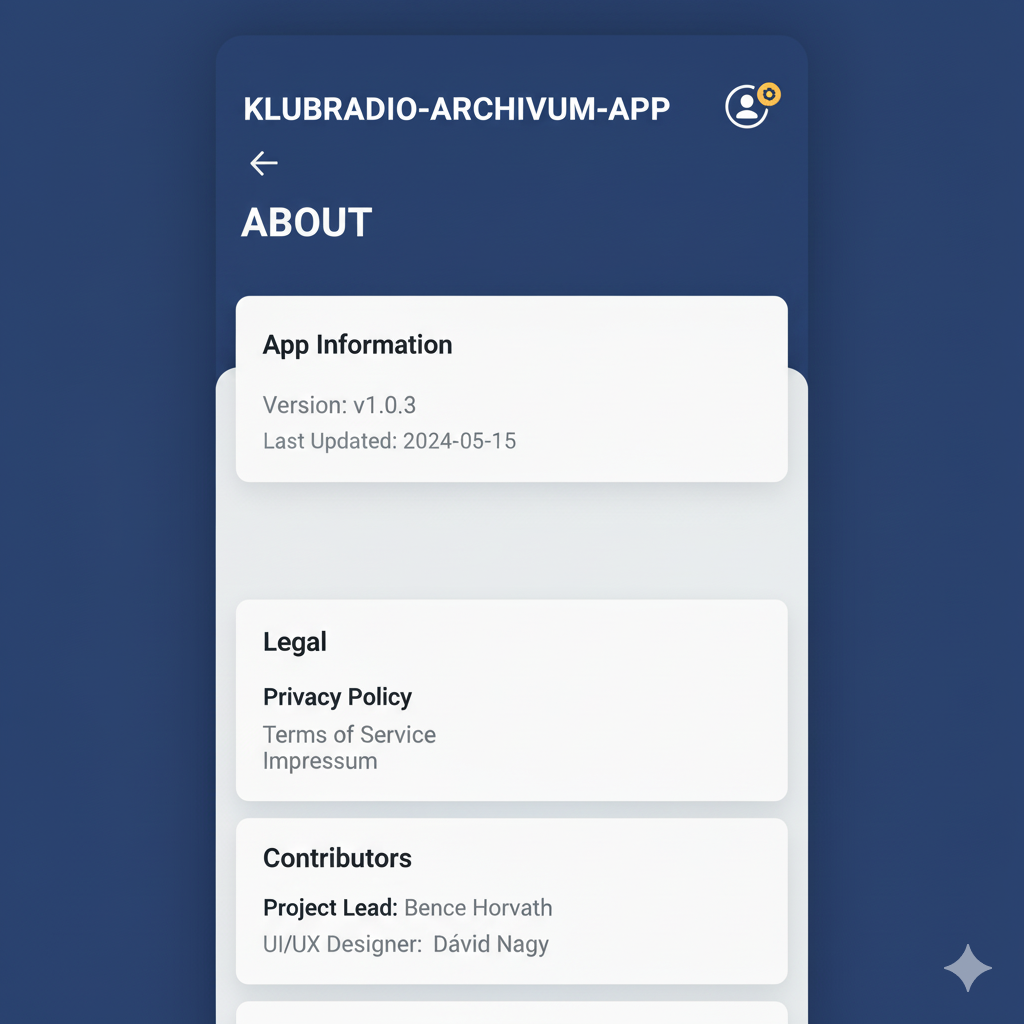 KLUBRADIO-ARCHIVUM-APP
ABOUT
App Information
Version: v1.0.3
Last Updated: 2024-05-15
Legal
Privacy Policy
Terms of Service
Impressum
Contributors
Project Lead: Bence Horvath
UI/UX Designer: Dávid Nagy